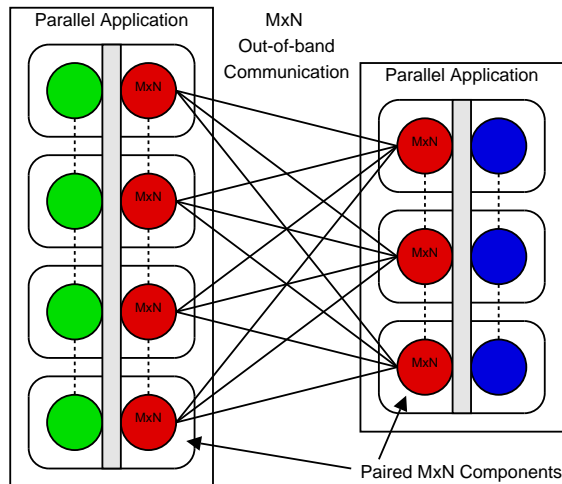 Parallel Application
MxN
Out-of-band
Communication
Parallel Application
MxN
MxN
MxN
MxN
MxN
MxN
MxN
Paired MxN Components